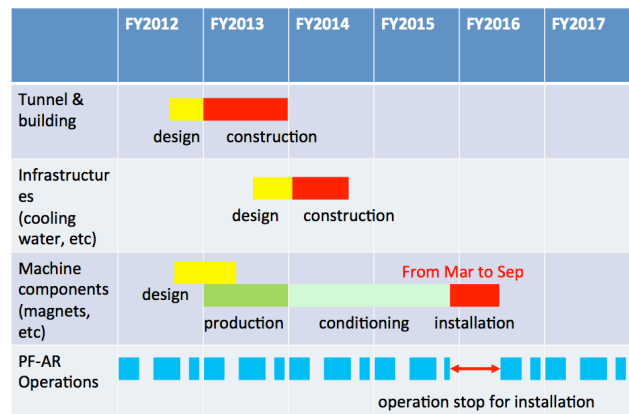 FY2012 FY2013 FY2014 FY2015 FY2016 FY2017
Tunnel &
building
design construction
Infrastructur
es
(cooling
water, etc)
design construction
Machine
components
(magnets,
etc)
From Mar to Sep
design
production conditioning installation
PF-AR
Operations
operation stop for installation